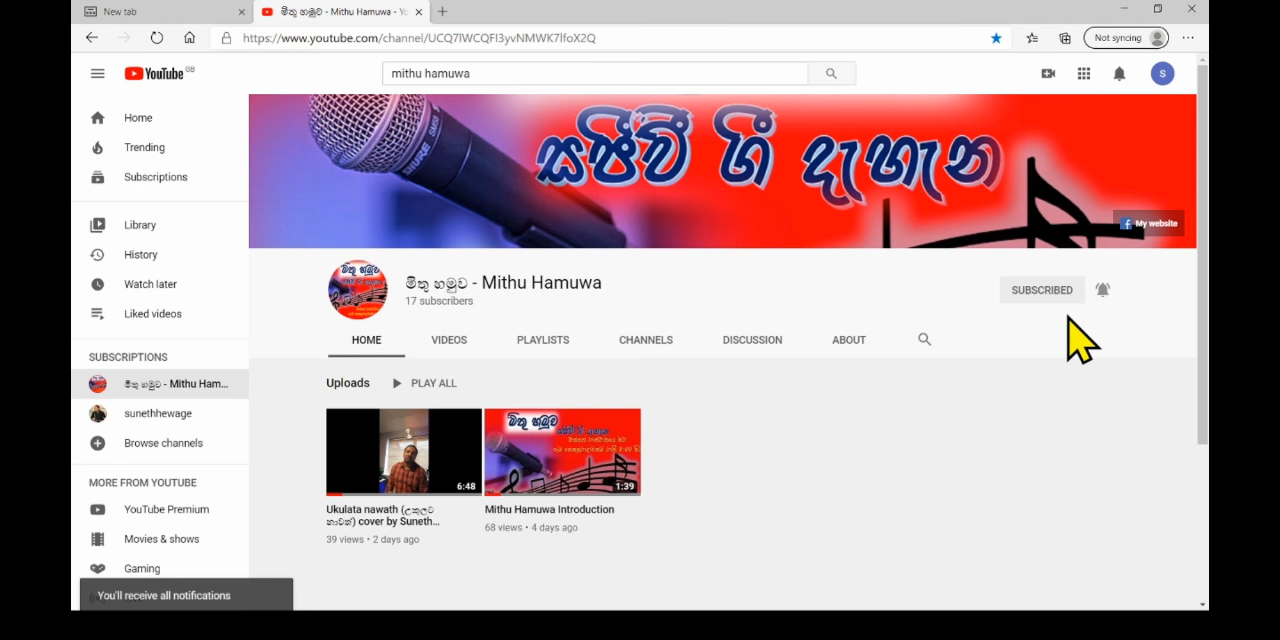 New tab
මිතු හමුව - Mithu Hamuwa - Yo
https://www.youtube.com/channel/UCQ7lWCQFI3yvNMWK7lfoX2Q
Not syncing
YouTube GB
mithu hamuwa
S
Home
Trending
Subscriptions
Library
History
Watch later
Liked videos
SUBSCRIPTIONS
මිතු හමුව - Mithu Ham...
sunethhewage
Browse channels
MORE FROM YOUTUBE
YouTube Premium
Movies & shows
Gaming
You'll receive all notifications
SHURE
සජිවී ගී දැහැන
My website
මිතු හමුව
මිතු හමුව - Mithu Hamuwa
17 subscribers
SUBSCRIBED
HOME VIDEOS PLAYLISTS CHANNELS DISCUSSION ABOUT
Uploads PLAY ALL
6:48
Ukulata nawath (උකුලට
නාවත්) cover by Suneth...
39 views • 2 days ago
මිතු හමුව
සජිවී ගී දැහැන
1:39
Mithu Hamuwa Introduction
68 views • 4 days ago